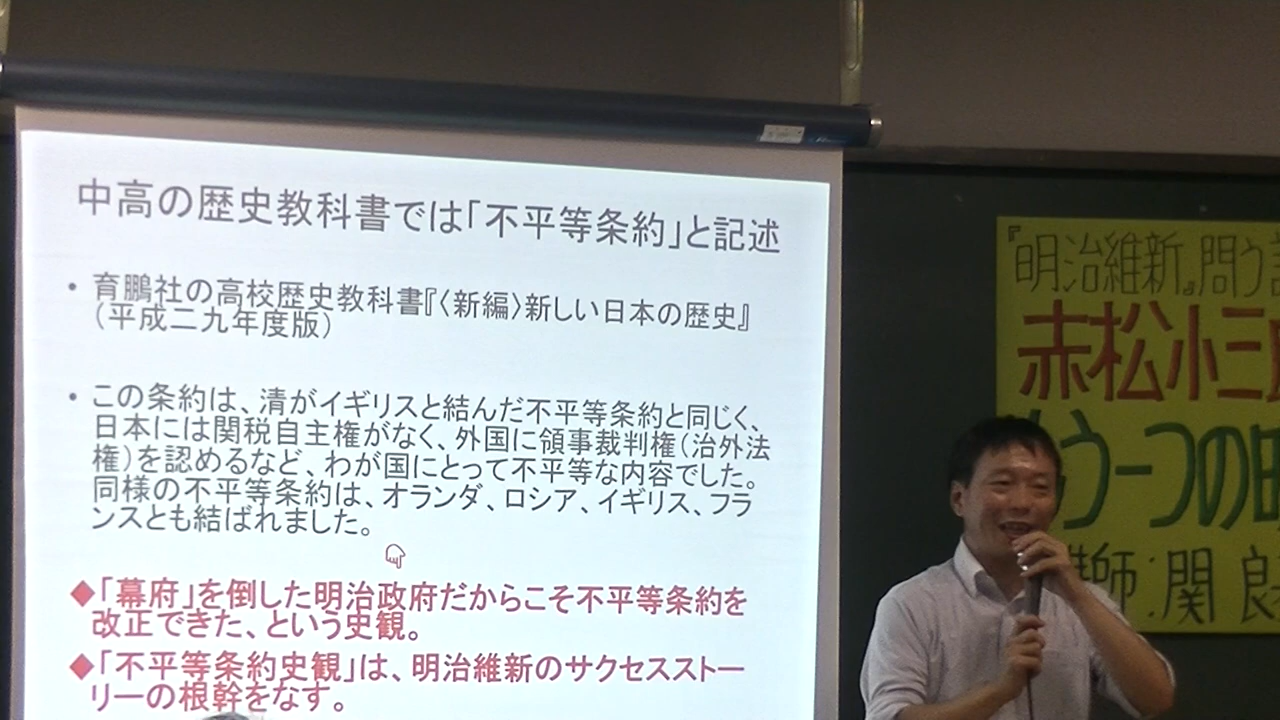 中高の歴史教科書では「不平等条約」と記述
• 育鵬社の高校歴史教科書『〈新編〉新しい日本の歴史』
（平成二九年度版）
• この条約は、清がイギリスと結んだ不平等条約と同じく、
日本には関税自主権がなく、外国に領事裁判権（治外法
権）を認めるなど、わが国にとって不平等な内容でした。
同様の不平等条約は、オランダ、ロシア、イギリス、フラ
ンスとも結ばれました。
◆「幕府」を倒した明治政府だからこそ不平等条約を
改正できた、という史観。
◆「不平等条約史観」は、明治維新のサクセスストー
リーの根幹をなす。
『明治維新』問う
赤松小三
う一つの明
師:関良